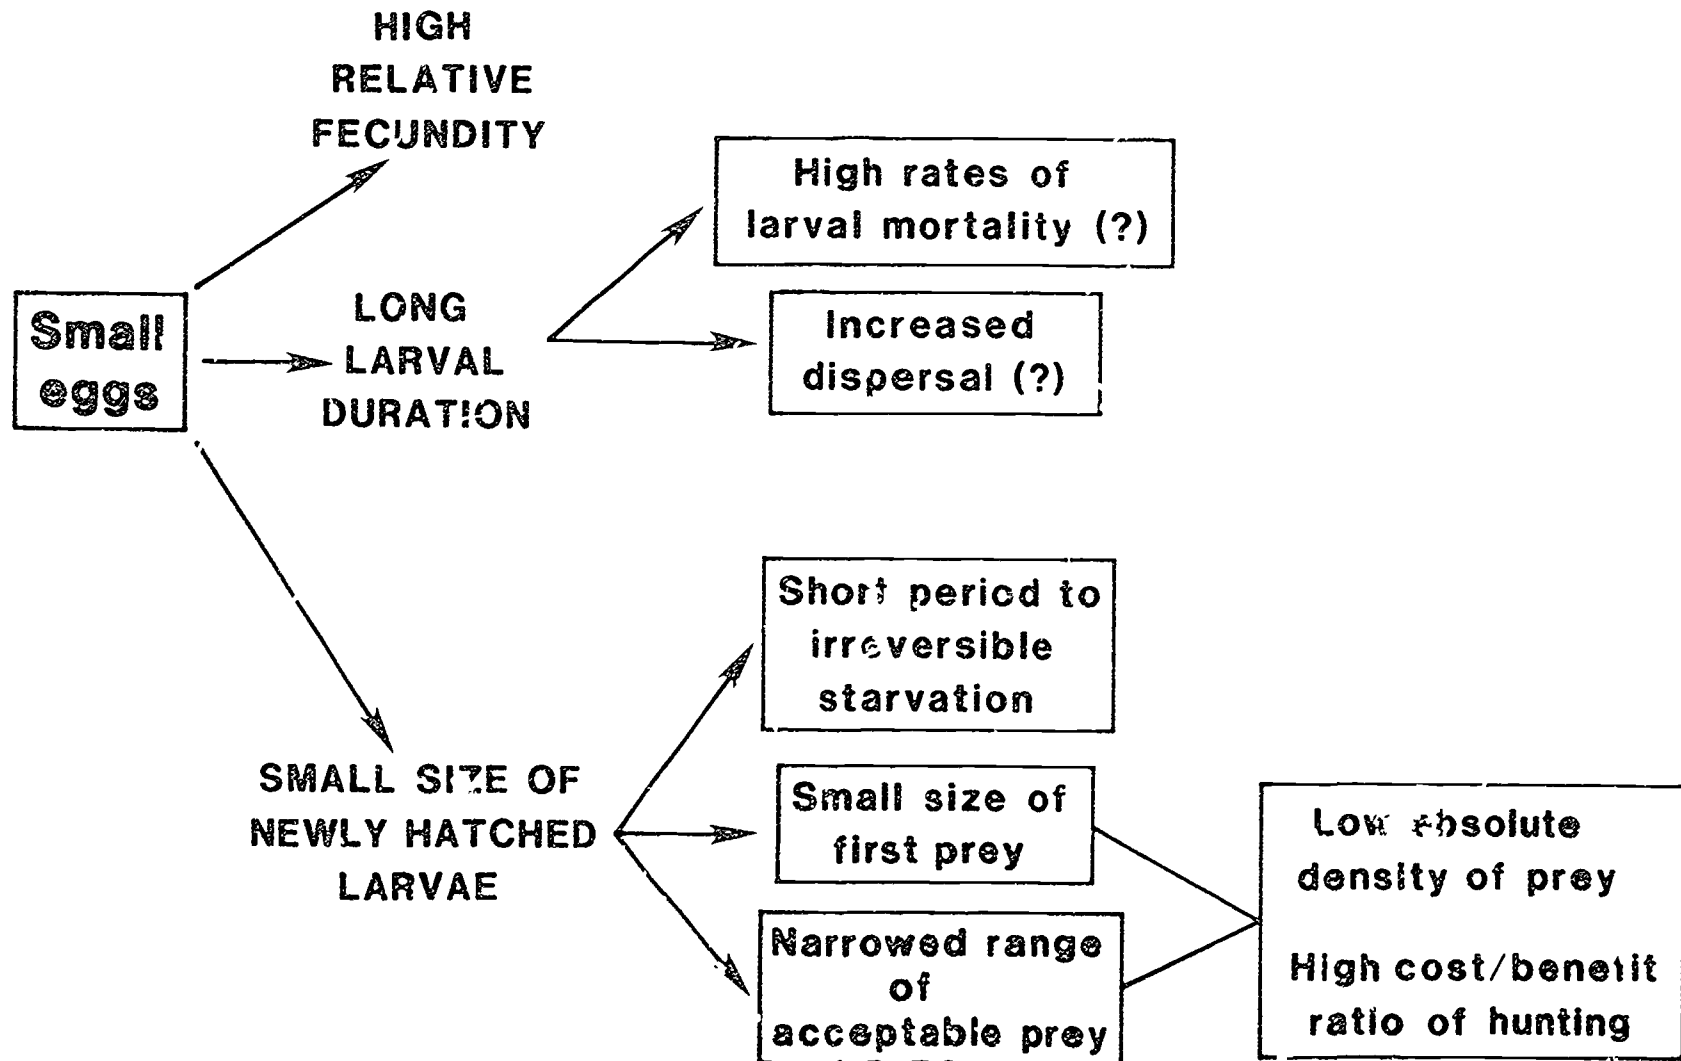 HIGH
RELATIVE
FECUNDITY
High rates of
larval mortality (?)
Small
eggs
LONG
LARVAL
DURATION
Increased
dispersal (?)
Short period to
irreversible
starvation
SMALL SIZE OF
NEWLY HATCHED
LARVAE
Small size of
first prey
Narrowed range
of
acceptable prey
Low absolute
density of prey
High cost/benefit
ratio of hunting